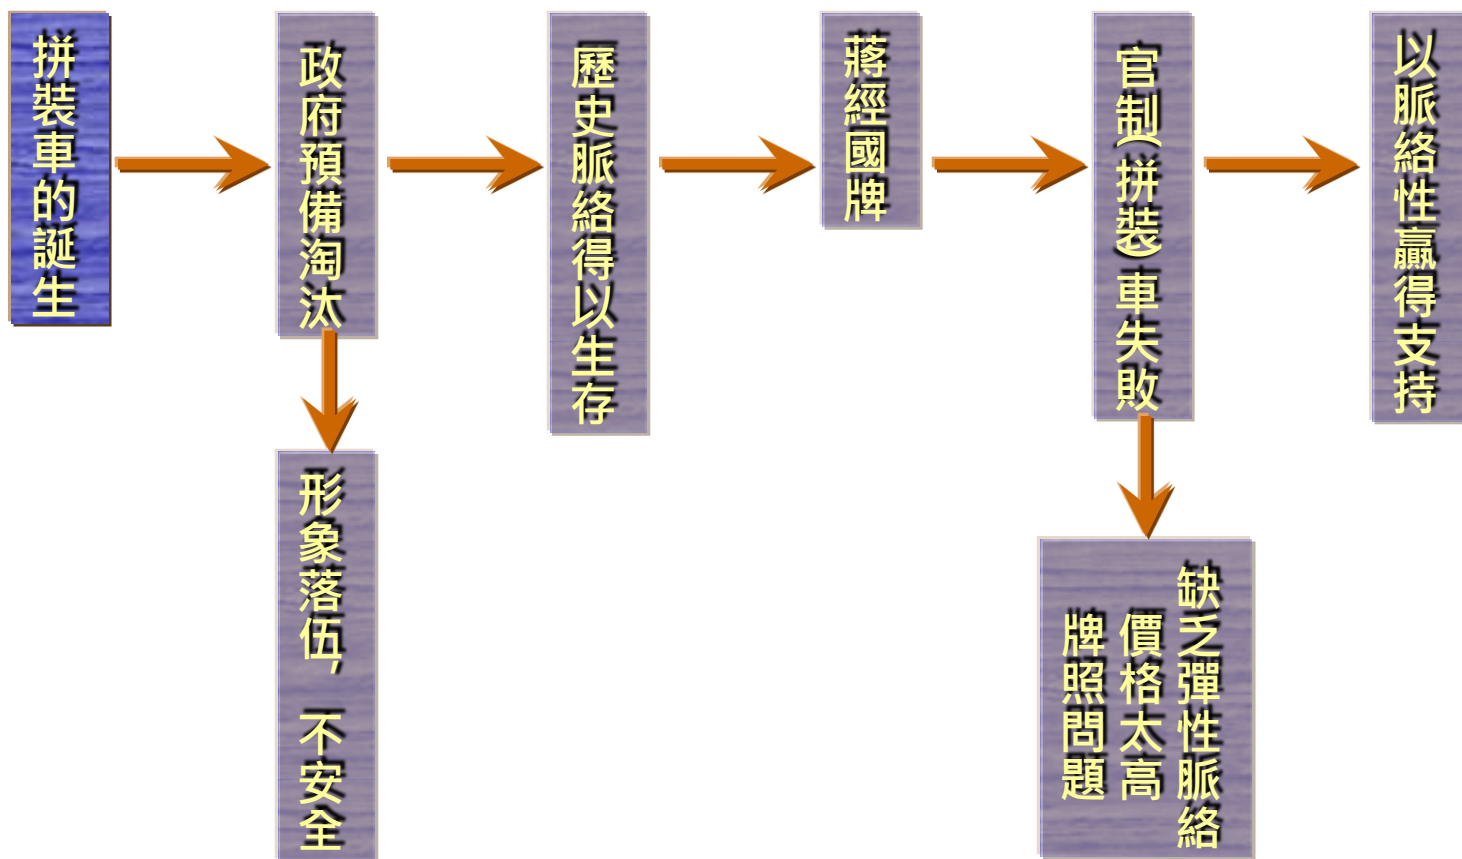 拼裝車的誕生
政府預備淘汰
形象落伍，不安全
歷史脈絡得以生存
蔣經國牌
官制(拼裝)車失敗
缺乏彈性脈絡
價格太高
牌照問題
以脈絡性贏得支持